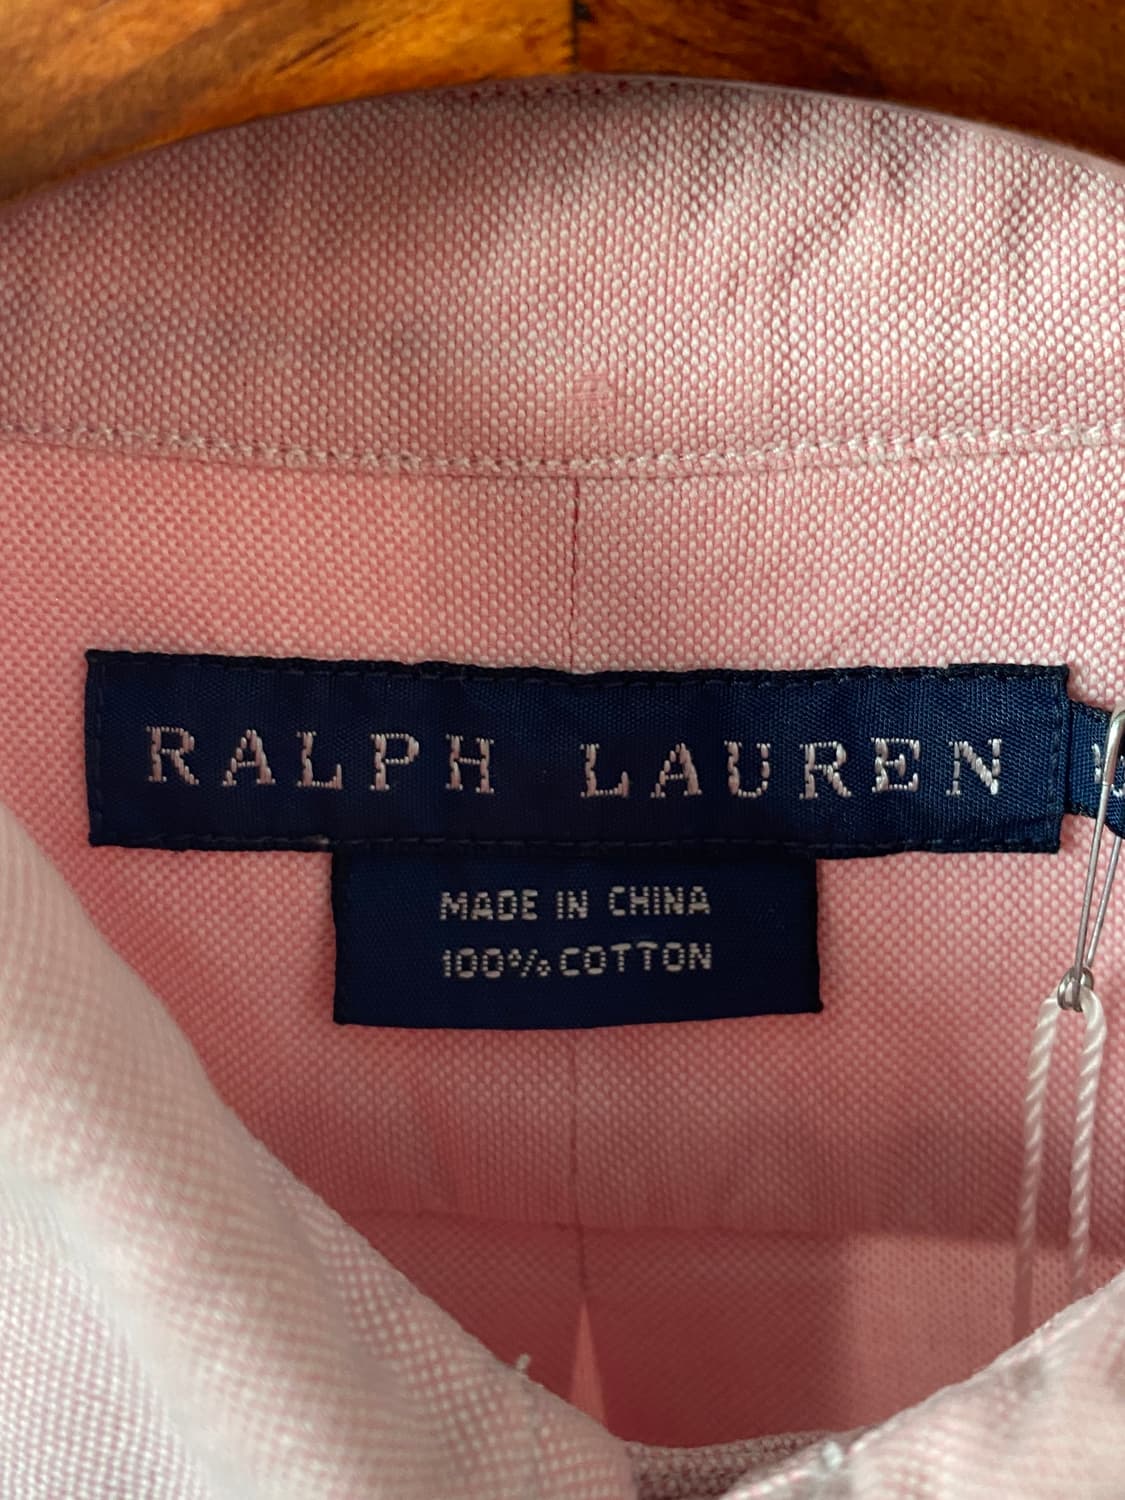 RALPH LAUREN
MADE IN CHINA
100% COTTON